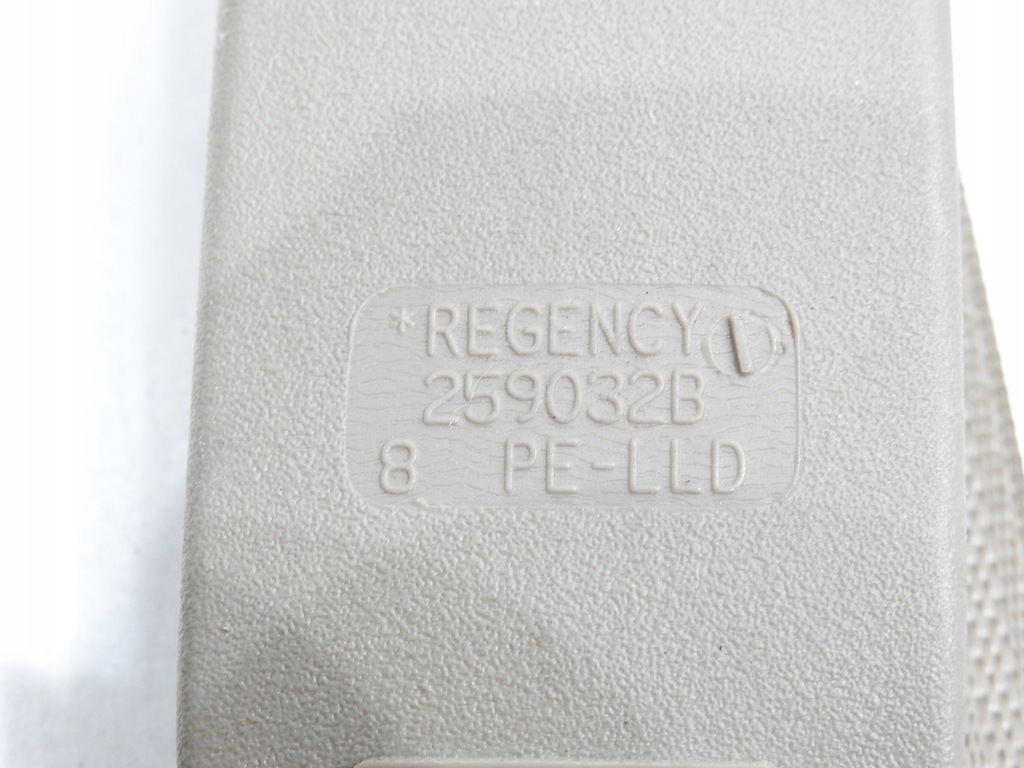 *REGENCY
259032B
8 PE-LLD